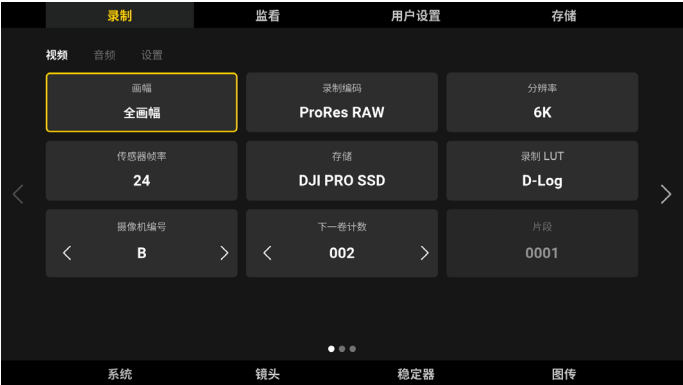 录制 监看 用户设置 存储
视频 音频 设置
画幅 录制编码 分辨率
全画幅 ProRes RAW 6K
传感器帧率 存储 录制 LUT
24 DJI PRO SSD D-Log
摄像机编号 下一卷计数 片段
B 002 0001
系统 镜头 稳定器 图传